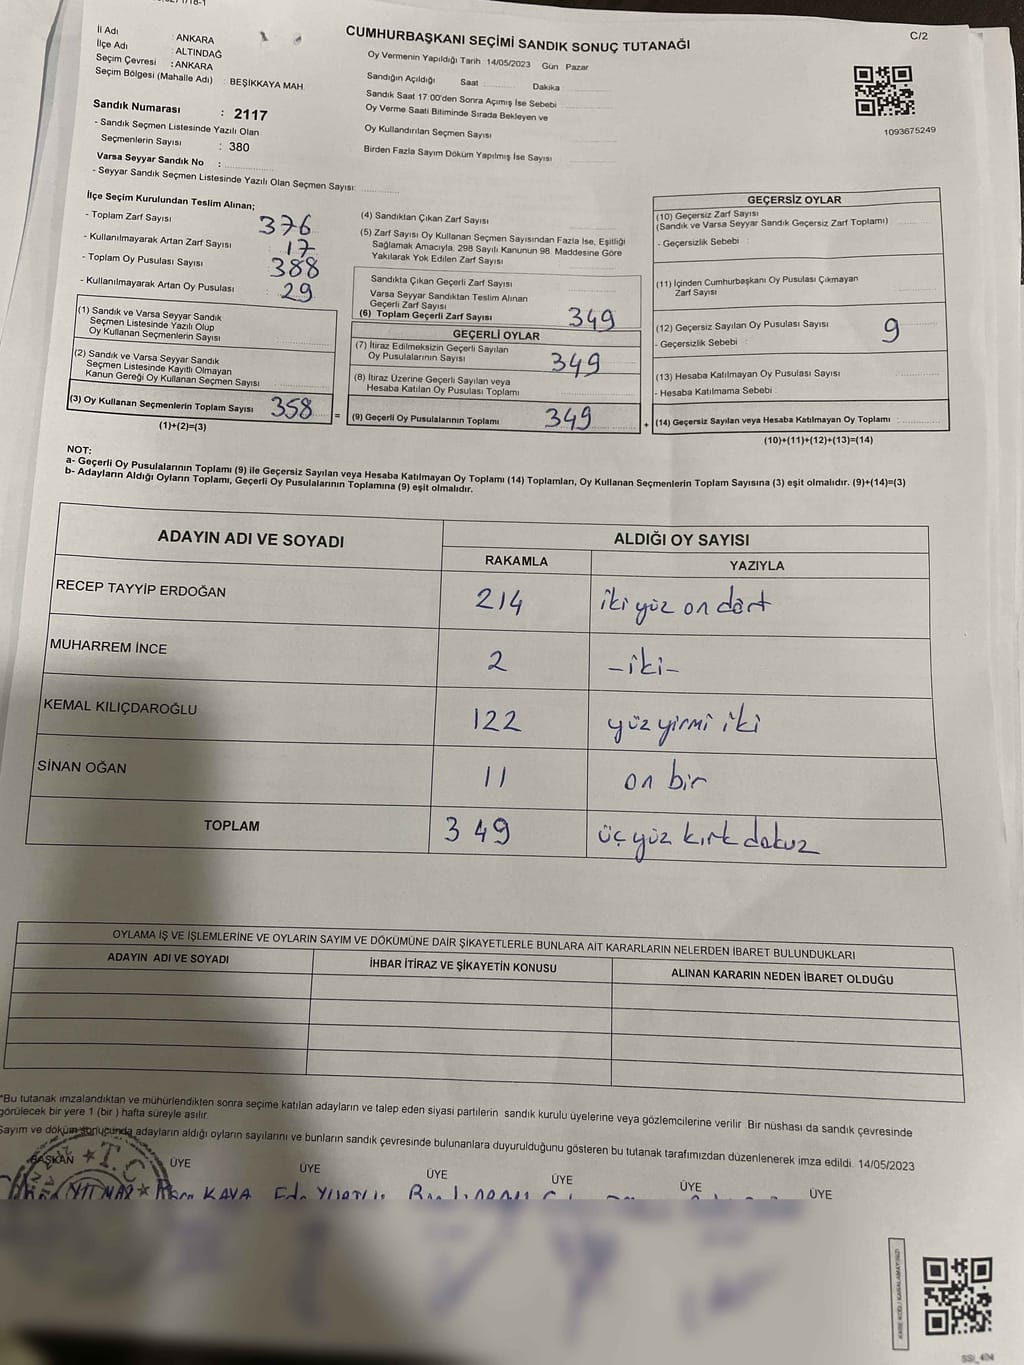 C/2
İl Adı : ANKARA
İlçe Adı : ALTINDAĞ
Seçim Çevresi : ANKARA
Seçim Bölgesi (Mahalle Adı) : BEŞİKKAYA MAH.
Sandık Numarası : 2117
- Sandık Seçmen Listesinde Yazılı Olan
Seçmenlerin Sayısı : 380
Varsa Seyyar Sandık No :
- Seyyar Sandık Seçmen Listesinde Yazılı Olan Seçmen Sayısı:
CUMHURBAŞKANI SEÇİMİ SANDIK SONUÇ TUTANAĞI
Oy Vermenin Yapıldığı Tarih 14/05/2023 Gün Pazar
Sandığın Açıldığı Saat Dakika
Sandık Saat 17:00'den Sonra Açımış İse Sebebi
Oy Verme Saati Bitiminde Sırada Bekleyen ve
Oy Kullandırılan Seçmen Sayısı
Birden Fazla Sayım Döküm Yapılmış İse Sayısı
1093675249
İlçe Seçim Kurulundan Teslim Alınan;
- Toplam Zarf Sayısı 376
- Kullanılmayarak Artan Zarf Sayısı 17
- Toplam Oy Pusulası Sayısı 388
- Kullanılmayarak Artan Oy Pusulası : 29
(1) Sandık ve Varsa Seyyar Sandık
Seçmen Listesinde Yazılı Olup
Oy Kullanan Seçmenlerin Sayısı
(2) Sandık ve Varsa Seyyar Sandık
Seçmen Listesinde Kayıtlı Olmayan
Kanun Gereği Oy Kullanan Seçmen Sayısı
(3) Oy Kullanan Seçmenlerin Toplam Sayısı 358
(1)+(2)=(3)
=
(4) Sandıktan Çıkan Zarf Sayısı
(5) Zarf Sayısı Oy Kullanan Seçmen Sayısından Fazla İse, Eşitliği
Sağlamak Amacıyla, 298 Sayılı Kanunun 98. Maddesine Göre
Yakılarak Yok Edilen Zarf Sayısı
Sandıkta Çıkan Geçerli Zarf Sayısı
Varsa Seyyar Sandıktan Teslim Alınan
Geçerli Zarf Sayısı
(6) Toplam Geçerli Zarf Sayısı 349
GEÇERLİ OYLAR
(7) İtiraz Edilmeksizin Geçerli Sayılan
Oy Pusulalarının Sayısı 349
(8) İtiraz Üzerine Geçerli Sayılan veya
Hesaba Katılan Oy Pusulası Toplamı
(9) Geçerli Oy Pusulalarının Toplamı 349
+
GEÇERSİZ OYLAR
(10) Geçersiz Zarf Sayısı
(Sandık ve Varsa Seyyar Sandık Geçersiz Zarf Toplamı)
- Geçersizlik Sebebi :
(11) İçinden Cumhurbaşkanı Oy Pusulası Çıkmayan
Zarf Sayısı
(12) Geçersiz Sayılan Oy Pusulası Sayısı 9
- Geçersizlik Sebebi :
(13) Hesaba Katılmayan Oy Pusulası Sayısı
- Hesaba Katılmama Sebebi :
(14) Geçersiz Sayılan veya Hesaba Katılmayan Oy Toplamı
(10)+(11)+(12)+(13)=(14)
NOT:
a- Geçerli Oy Pusulalarının Toplamı (9) ile Geçersiz Sayılan veya Hesaba Katılmayan Oy Toplamı (14) Toplamları, Oy Kullanan Seçmenlerin Toplam Sayısına (3) eşit olmalıdır. (9)+(14)=(3)
b- Adayların Aldığı Oyların Toplamı, Geçerli Oy Pusulalarının Toplamına (9) eşit olmalıdır.
ADAYIN ADI VE SOYADI ALDIĞI OY SAYISI
RAKAMLA YAZIYLA
RECEP TAYYİP ERDOĞAN 214 iki yüz on dört
MUHARREM İNCE 2 -iki-
KEMAL KILIÇDAROĞLU 122 yüz yirmi iki
SİNAN OĞAN 11 on bir
TOPLAM 349 üç yüz kırk dokuz
OYLAMA İŞ VE İŞLEMLERİNE VE OYLARIN SAYIM VE DÖKÜMÜNE DAİR ŞİKAYETLERLE BUNLARA AİT KARARLARIN NELERDEN İBARET BULUNDUKLARI
ADAYIN ADI VE SOYADI İHBAR İTİRAZ VE ŞİKAYETİN KONUSU ALINAN KARARIN NEDEN İBARET OLDUĞU
*Bu tutanak imzalandıktan ve mühürlendikten sonra seçime katılan adayların ve talep eden siyasi partilerin sandık kurulu üyelerine veya gözlemcilerine verilir. Bir nüshası da sandık çevresinde
görülecek bir yere 1 (bir) hafta süreyle asılır.
Sayım ve döküm sonucunda adayların aldığı oyların sayılarını ve bunların sandık çevresinde bulunanlara duyurulduğunu gösteren bu tutanak tarafımızdan düzenlenerek imza edildi. 14/05/2023
BAŞKAN ÜYE ÜYE ÜYE ÜYE ÜYE ÜYE
T.C.
KAYA